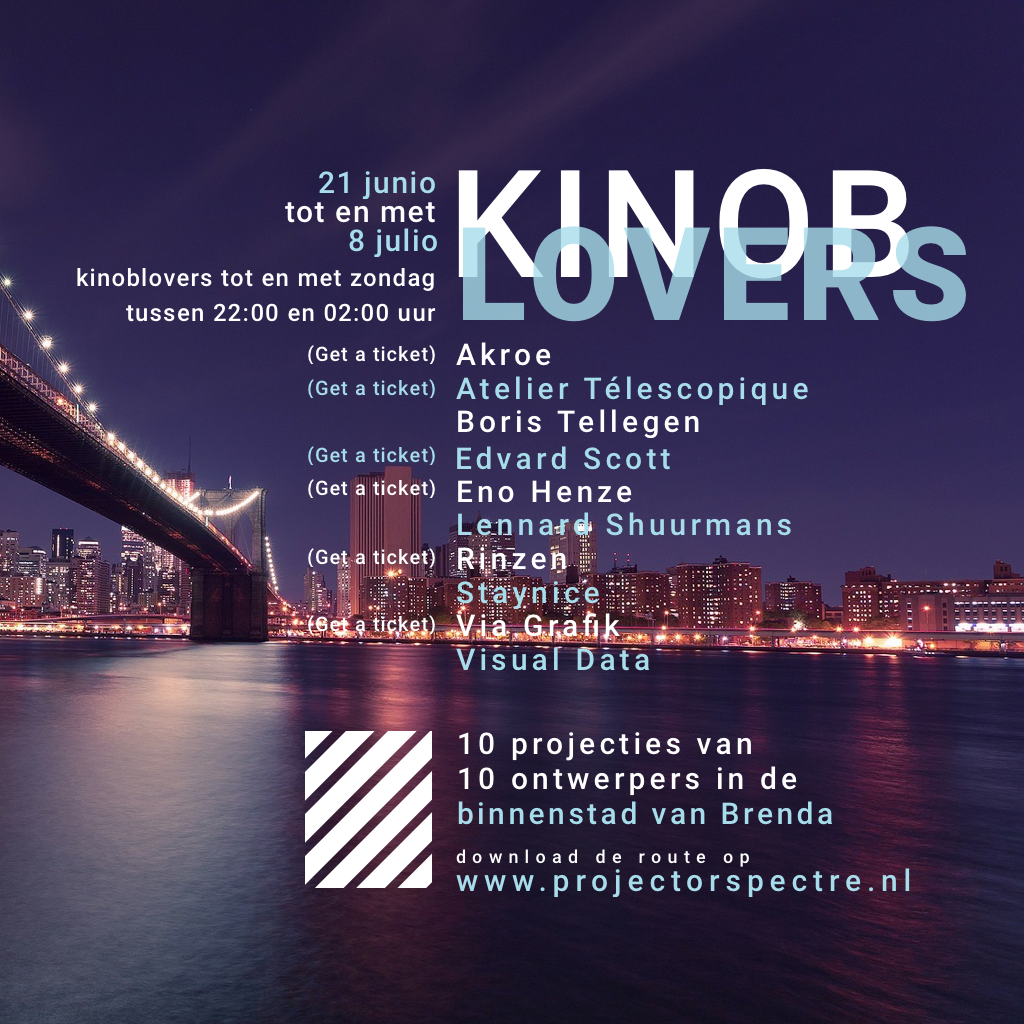 21 junio
tot en met
8 julio
kinoblovers tot en met zondag
tussen 22:00 en 02:00 uur
KINOB
LOVERS
(Get a ticket) Akroe
(Get a ticket) Atelier Télescopique
Boris Tellegen
(Get a ticket) Edvard Scott
(Get a ticket) Eno Henze
Lennard Shuurmans
(Get a ticket) Rinzen
Staynice
(Get a ticket) Via Grafik
Visual Data
10 projecties van
10 ontwerpers in de
binnenstad van Brenda
download de route op
www.projectorspectre.nl